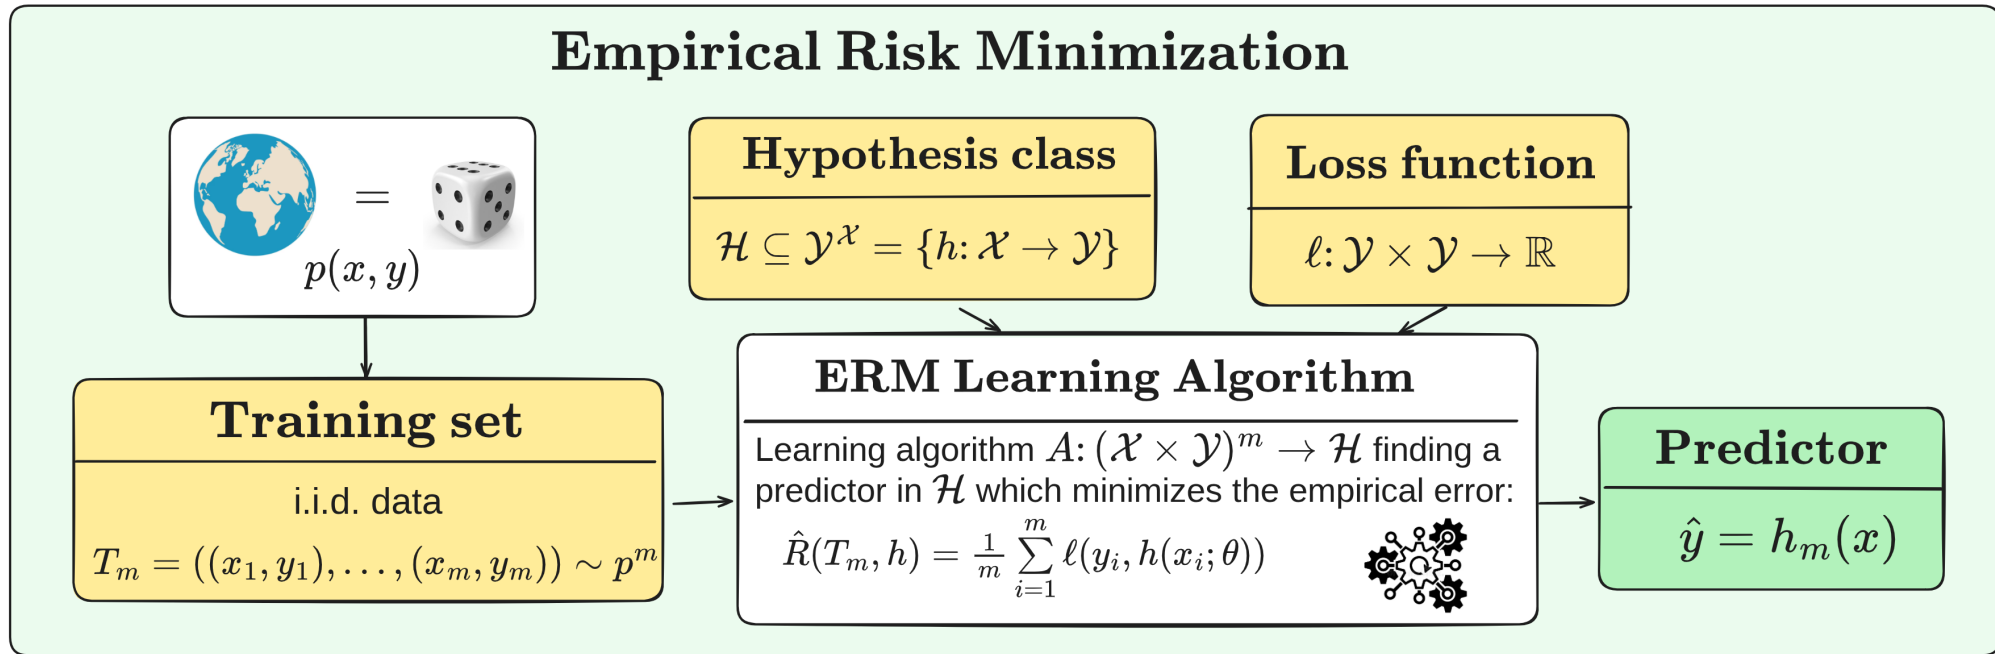 Empirical Risk Minimization
=
p(x, y)
Hypothesis class
ℋ ⊆ 𝒴^𝒳 = {h: 𝒳 → 𝒴}
Loss function
ℓ: 𝒴 × 𝒴 → ℝ
Training set
i.i.d. data
T_m = ((x_1, y_1), ..., (x_m, y_m)) ∼ p^m
ERM Learning Algorithm
Learning algorithm A: (𝒳 × 𝒴)^m → ℋ finding a
predictor in ℋ which minimizes the empirical error:
R̂(T_m, h) = 1/m ∑_{i=1}^{m} ℓ(y_i, h(x_i; θ))
Predictor
ŷ = h_m(x)